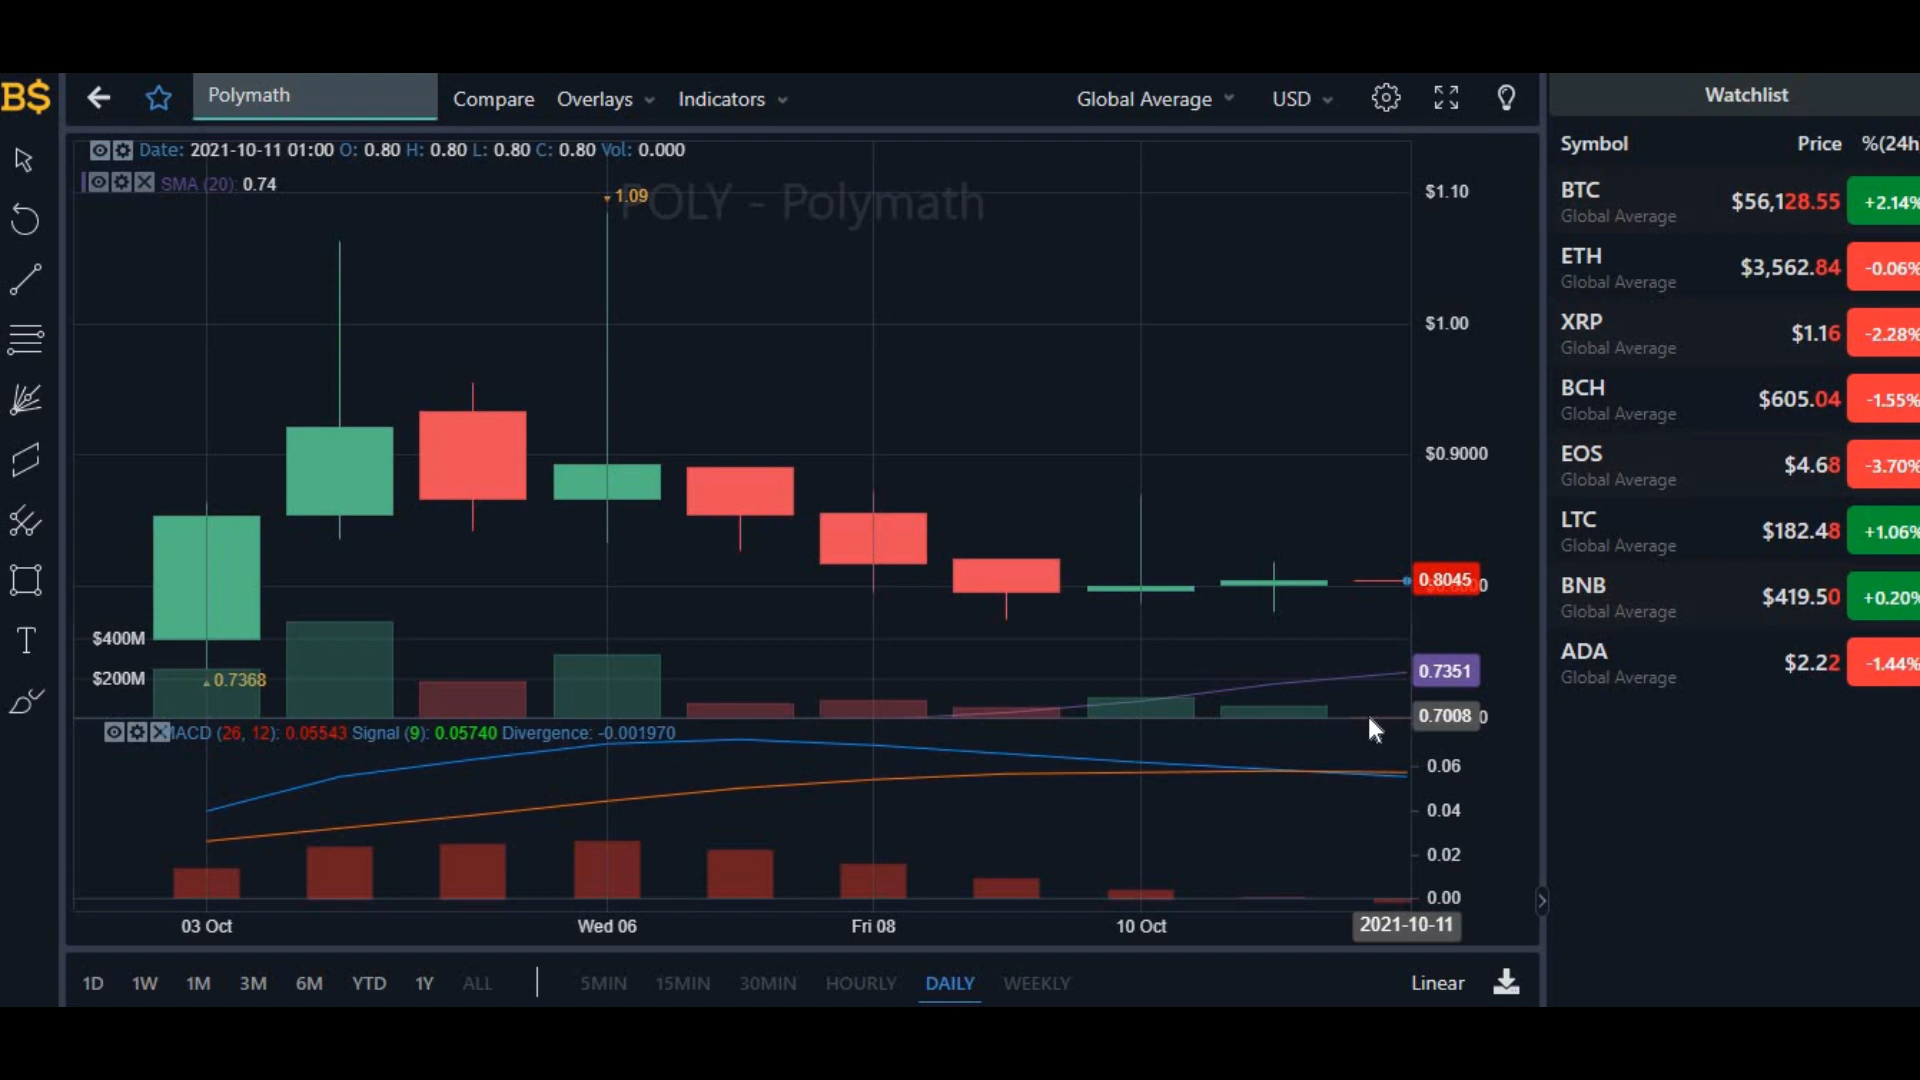 B$
Polymath
Compare
Overlays
Indicators
Global Average
USD
Watchlist
Date: 2021-10-11 01:00 O: 0.80 H: 0.80 L: 0.80 C: 0.80 Vol: 0.000
SMA (20): 0.74
POLY - Polymath
1.09
0.7368
$1.10
$1.00
$0.9000
0.8045
0.7351
0.7008
$400M
$200M
MACD (26, 12): 0.05543 Signal (9): 0.05740 Divergence: -0.001970
0.06
0.04
0.02
0.00
03 Oct
Wed 06
Fri 08
10 Oct
2021-10-11
1D 1W 1M 3M 6M YTD 1Y ALL
5MIN 15MIN 30MIN HOURLY DAILY WEEKLY
Linear
Symbol Price %(24h
BTC $56,128.55 +2.14%
Global Average
ETH $3,562.84 -0.06%
Global Average
XRP $1.16 -2.28%
Global Average
BCH $605.04 -1.55%
Global Average
EOS $4.68 -3.70%
Global Average
LTC $182.48 +1.06%
Global Average
BNB $419.50 +0.20%
Global Average
ADA $2.22 -1.44%
Global Average